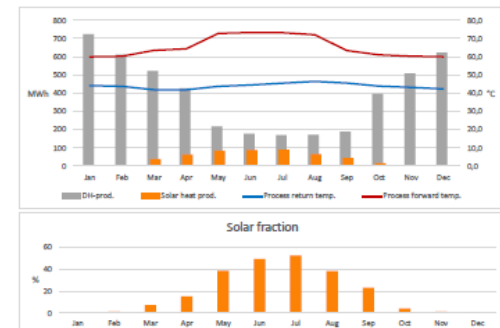 800 80,0
700 70,0
600 60,0
500 50,0
MWh 400 40,0 °C
300 30,0
200 20,0
100 10,0
0 0,0
Jan Feb Mar Apr May Jun Jul Aug Sep Oct Nov Dec
DH-prod. Solar heat prod. Process return temp. Process forward temp.
Solar fraction
60
40
%
20
0
Jan Feb Mar Apr May Jun Jul Aug Sep Oct Nov Dec